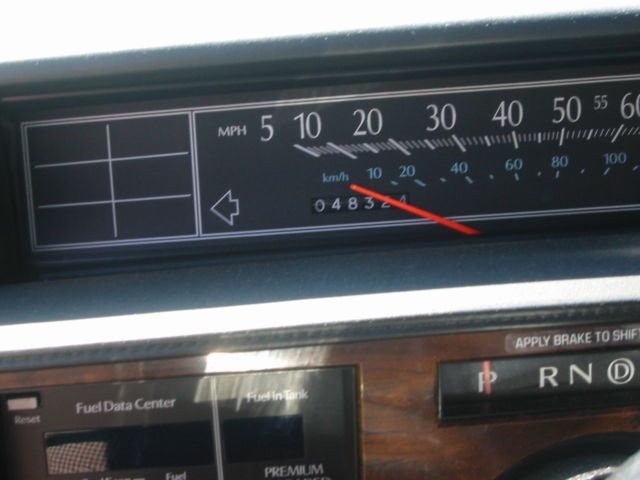 MPH 5 10 20 30 40 50 55 60
km/h 10 20 40 60 80 100
04832
APPLY BRAKE TO SHIFT
P R N D
Reset
Fuel Data Center
Fuel In Tank
Fuel
PREMIUM